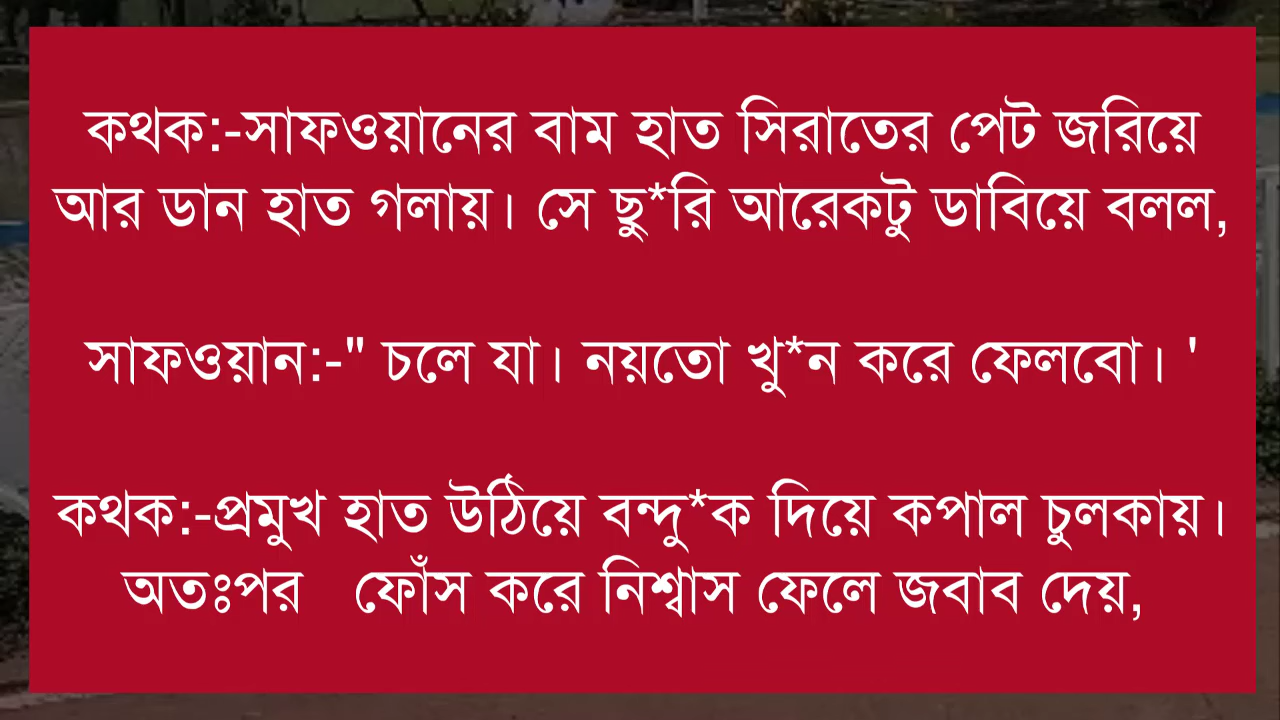 কথক:-সাফওয়ানের বাম হাত সিরাতের পেট জরিয়ে
আর ডান হাত গলায়। সে ছু*রি আরেকটু ডাবিয়ে বলল,
সাফওয়ান:-" চলে যা। নয়তো খু*ন করে ফেলবো। '
কথক:-প্রমুখ হাত উঠিয়ে বন্দু*ক দিয়ে কপাল চুলকায়।
অতঃপর ফোঁস করে নিশ্বাস ফেলে জবাব দেয়,